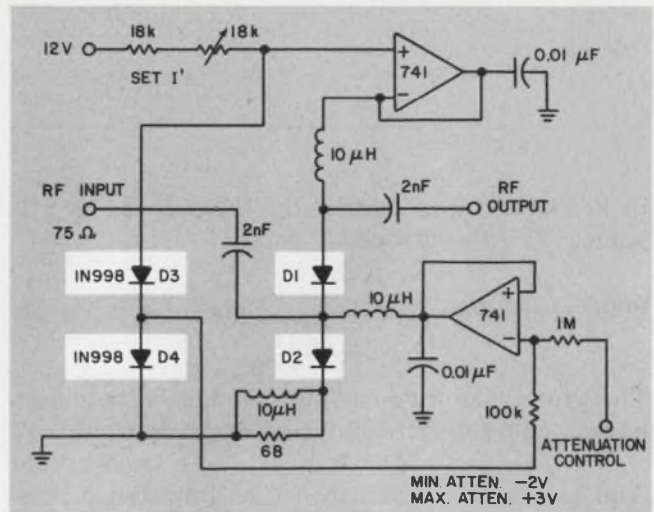 18k
18k
12V
SET I'
+
741
−
0.01 μF
10 μH
RF INPUT
75 Ω
2nF
2nF
RF
OUTPUT
IN998
D3
D1
10 μH
+
741
−
1M
IN998
D4
D2
0.01 μF
10μH
68
100k
ATTENUATION
CONTROL
MIN. ATTEN. -2V
MAX. ATTEN. +3V